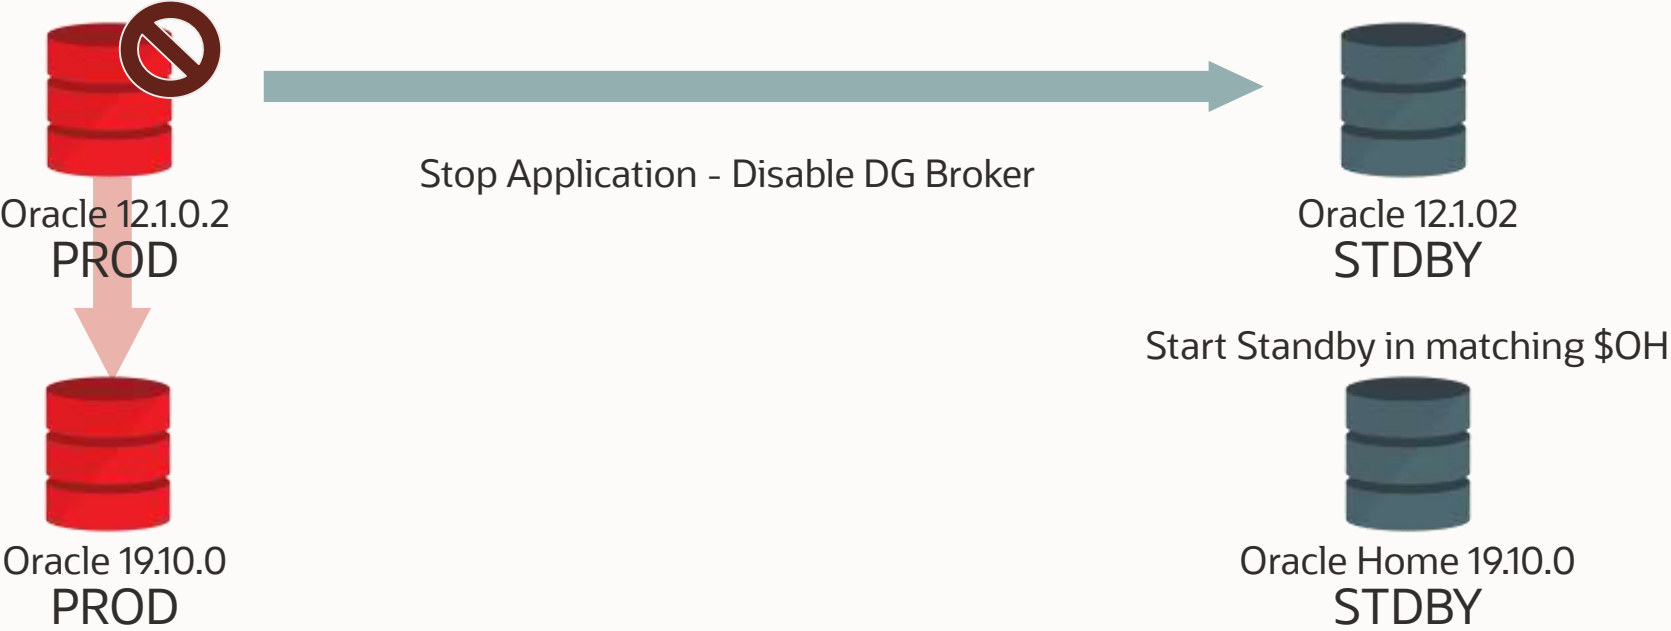 Stop Application - Disable DG Broker
Oracle 12.1.0.2
PROD
Oracle 12.1.02
STDBY
Start Standby in matching $OH
Oracle 19.10.0
PROD
Oracle Home 19.10.0
STDBY